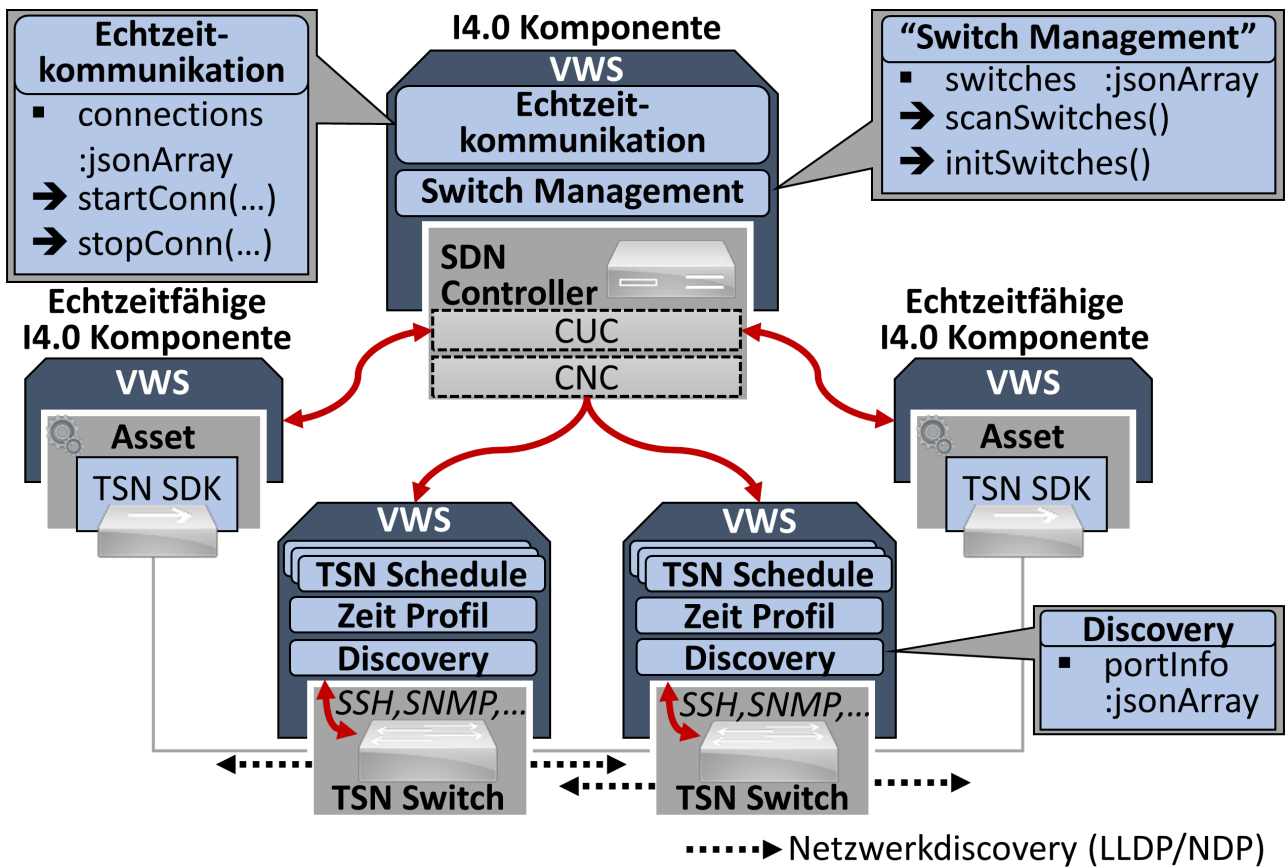 Echtzeit-
kommunikation
▪ connections
:jsonArray
➔ startConn(...)
➔ stopConn(...)
I4.0 Komponente
VWS
Echtzeit-
kommunikation
Switch Management
SDN
Controller
CUC
CNC
“Switch Management”
▪ switches :jsonArray
➔ scanSwitches()
➔ initSwitches()
Echtzeitfähige
I4.0 Komponente
VWS
Asset
TSN SDK
Echtzeitfähige
I4.0 Komponente
VWS
Asset
TSN SDK
VWS
TSN Schedule
Zeit Profil
Discovery
SSH,SNMP,...
TSN Switch
VWS
TSN Schedule
Zeit Profil
Discovery
SSH,SNMP,...
TSN Switch
Discovery
▪ portInfo
:jsonArray
Netzwerkdiscovery (LLDP/NDP)